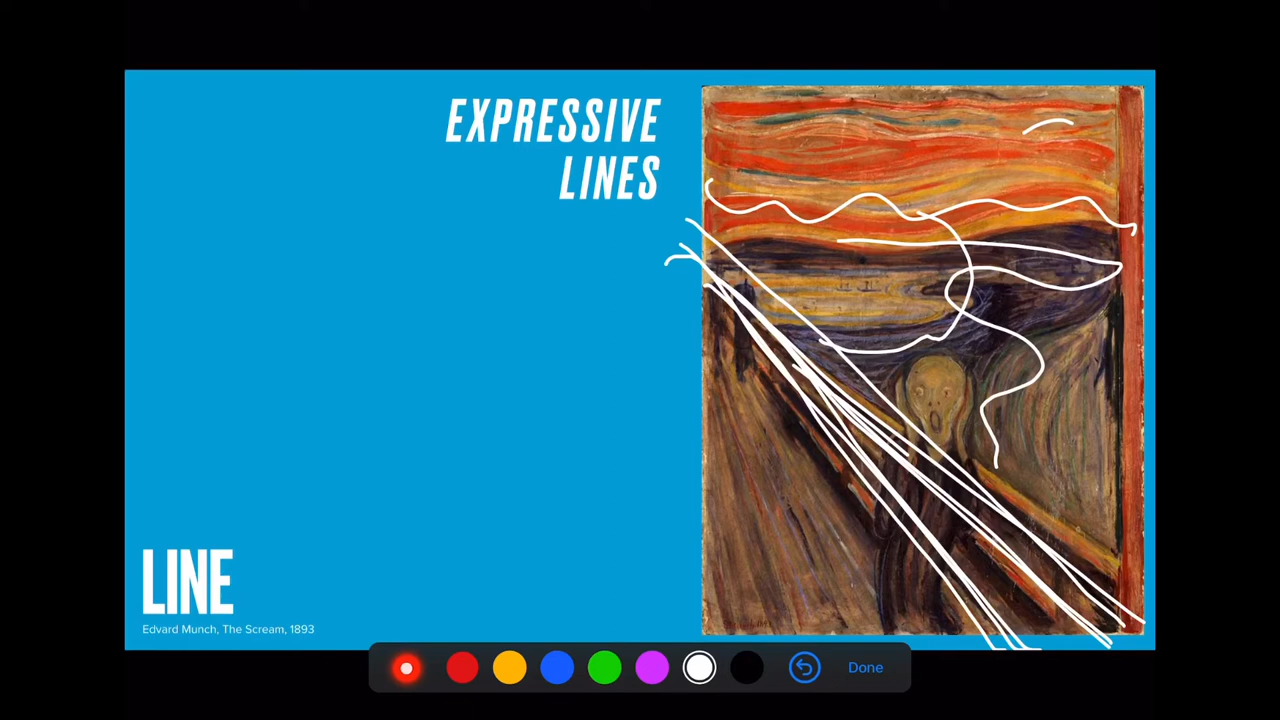 EXPRESSIVE
LINES
LINE
Edvard Munch, The Scream, 1893
Done